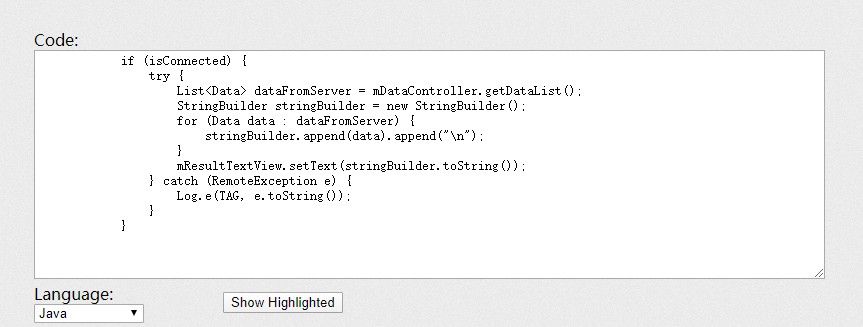 Code:
if (isConnected) {
try {
List<Data> dataFromServer = mDataController.getDataList();
StringBuilder stringBuilder = new StringBuilder();
for (Data data : dataFromServer) {
stringBuilder.append(data).append("\n");
}
mResultTextView.setText(stringBuilder.toString());
} catch (RemoteException e) {
Log.e(TAG, e.toString());
}
}
Language:
Java
Show Highlighted